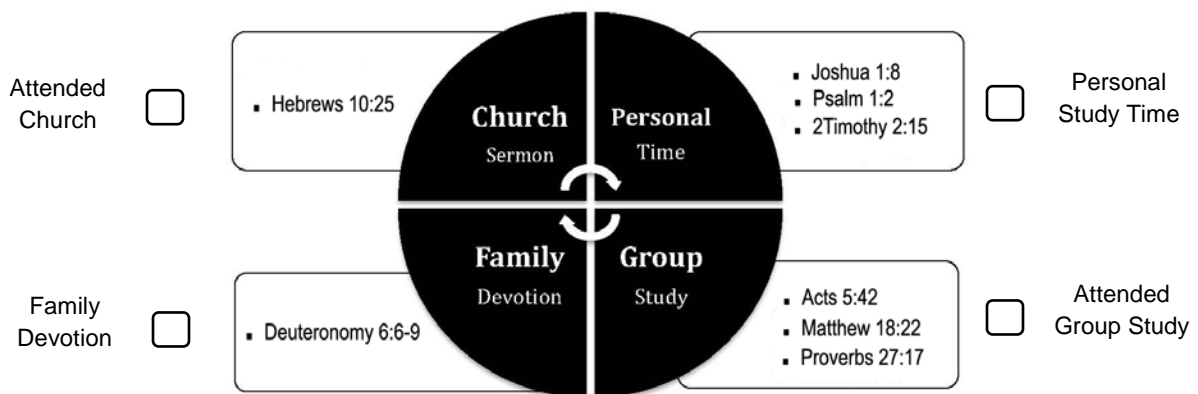 Attended
Church
Hebrews 10:25
Church
Sermon
Personal
Time
Joshua 1:8
Psalm 1:2
2Timothy 2:15
Personal
Study Time
Family
Devotion
Deuteronomy 6:6-9
Family
Devotion
Group
Study
Acts 5:42
Matthew 18:22
Proverbs 27:17
Attended
Group Study